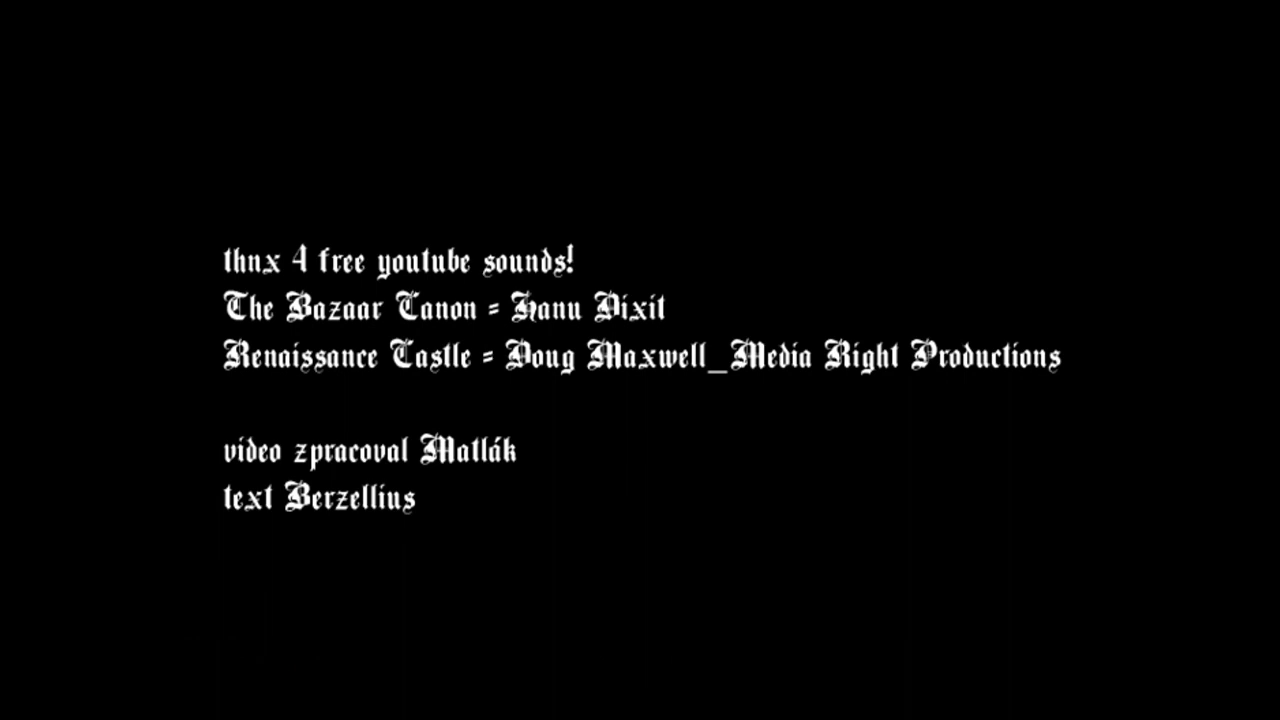 thnx 4 free youtube sounds!
The Bazaar Canon = Hanu Dixit
Renaissance Castle = Doug Maxwell_Media Right Productions
video zpracoval Matlák
text Berzellius